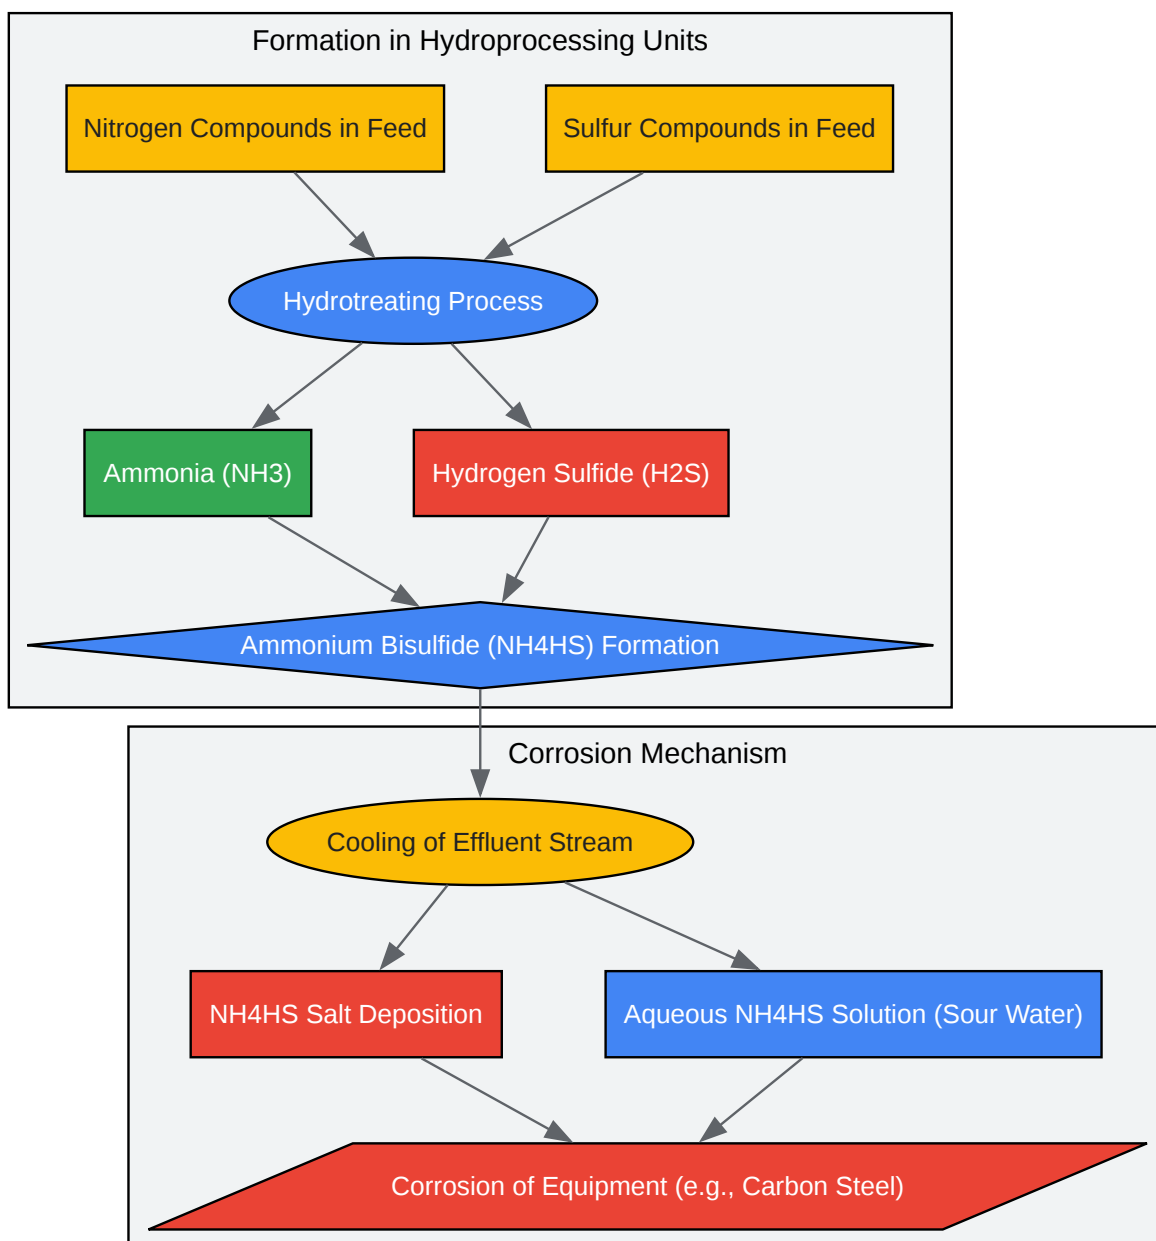 Formation in Hydroprocessing Units
Nitrogen Compounds in Feed
Sulfur Compounds in Feed
Hydrotreating Process
Ammonia (NH3)
Hydrogen Sulfide (H2S)
Ammonium Bisulfide (NH4HS) Formation
Corrosion Mechanism
Cooling of Effluent Stream
NH4HS Salt Deposition
Aqueous NH4HS Solution (Sour Water)
Corrosion of Equipment (e.g., Carbon Steel)